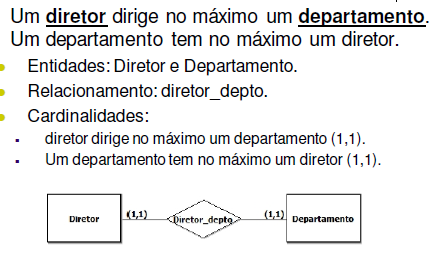 Um diretor dirige no máximo um departamento.
Um departamento tem no máximo um diretor.
Entidades: Diretor e Departamento.
Relacionamento: diretor_depto.
Cardinalidades:
diretor dirige no máximo um departamento (1,1).
Um departamento tem no máximo um diretor (1,1).
Diretor (1,1) Diretor_depto (1,1) Departamento